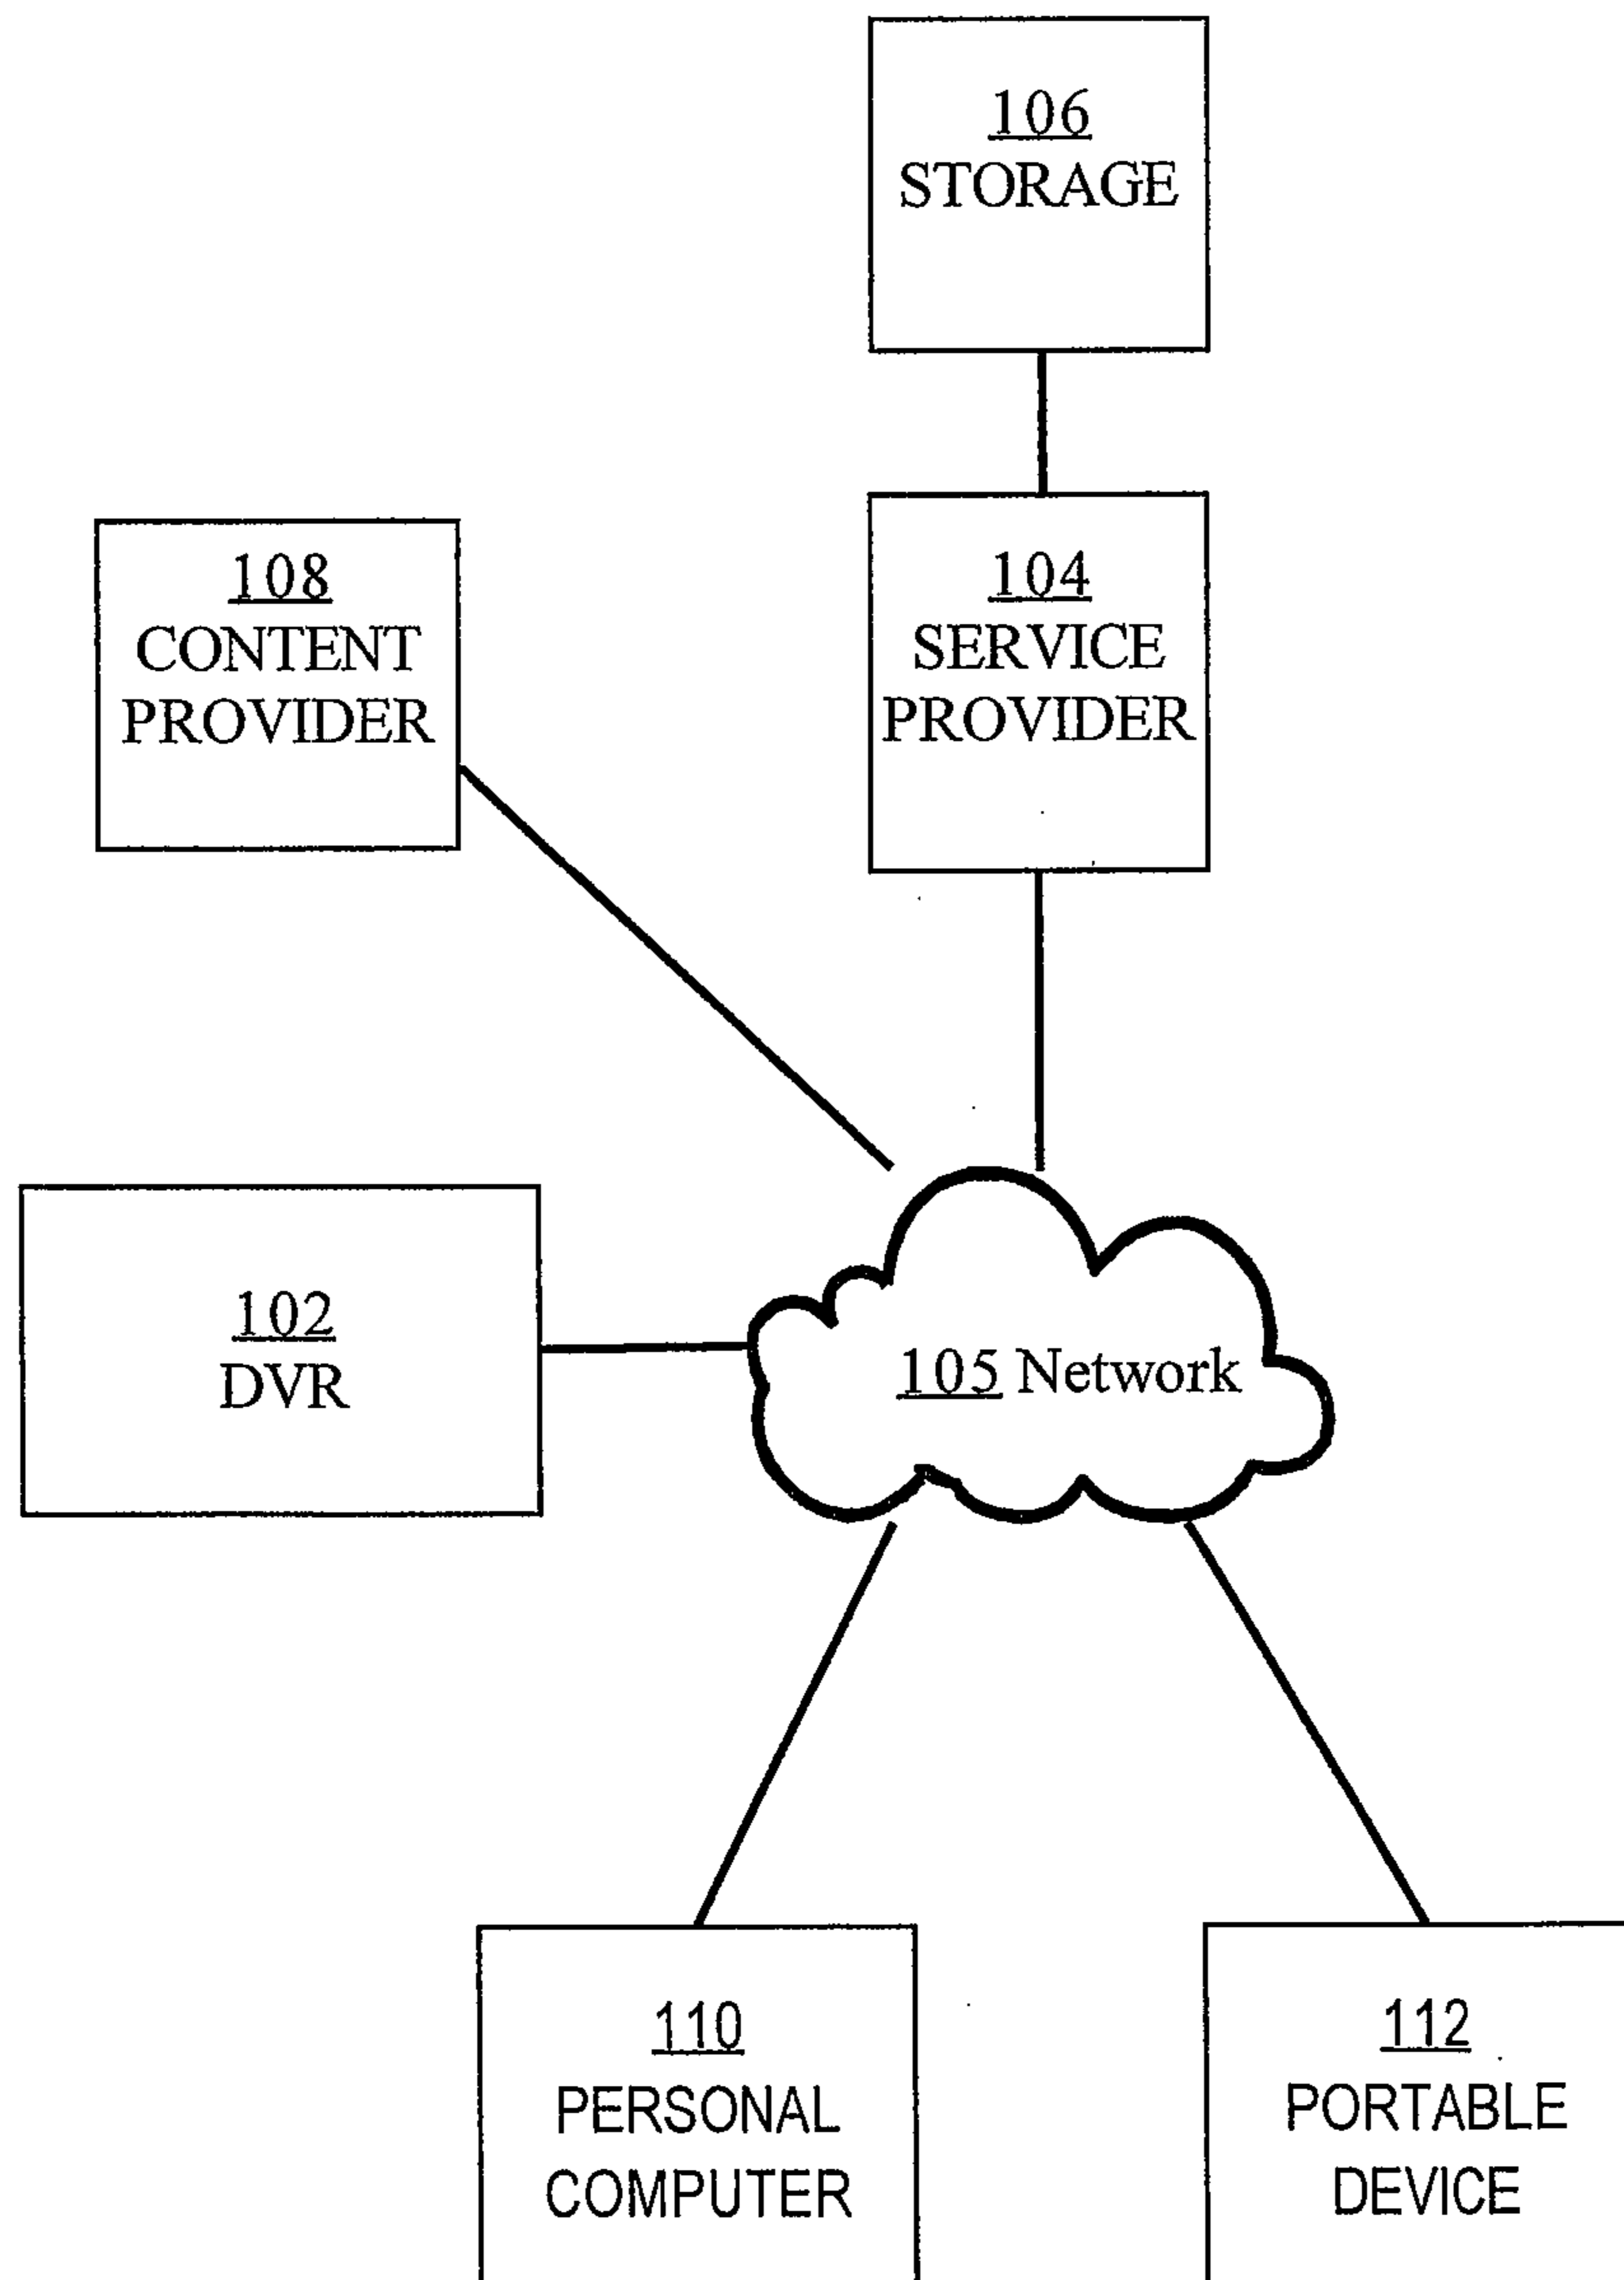 106
STORAGE
108
CONTENT
PROVIDER
104
SERVICE
PROVIDER
102
DVR
105 Network
110
PERSONAL
COMPUTER
112
PORTABLE
DEVICE